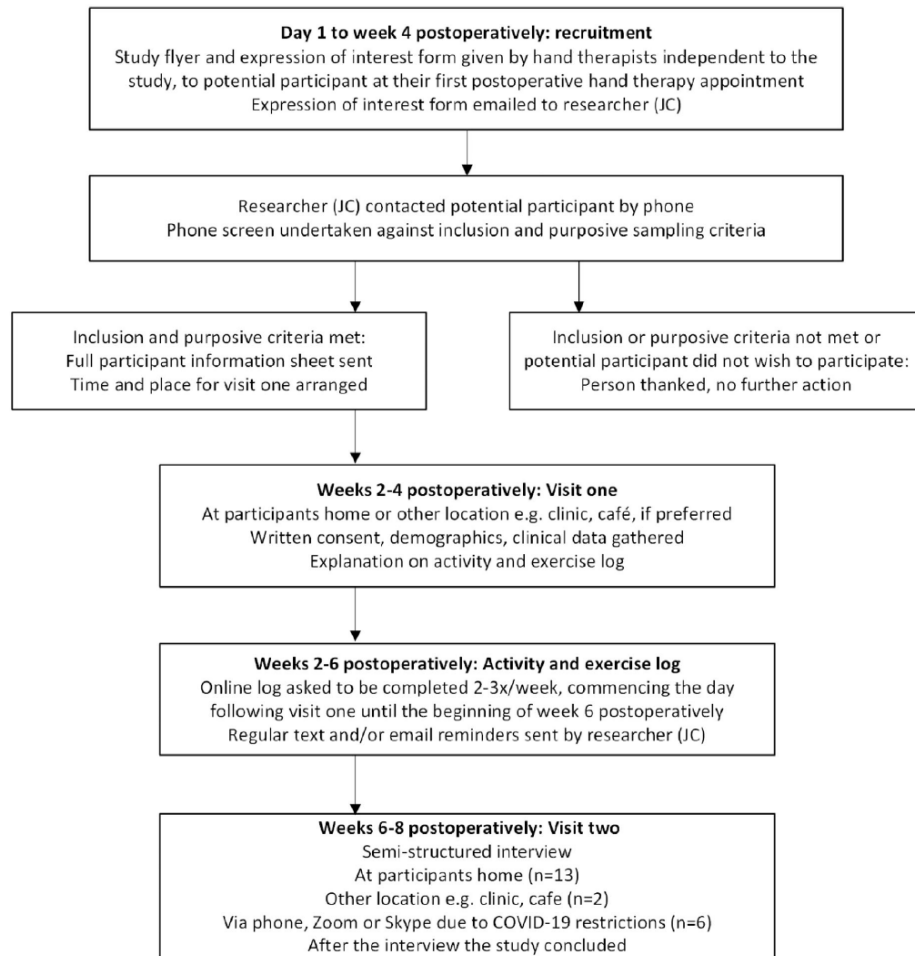 Day 1 to week 4 postoperatively: recruitment
Study flyer and expression of interest form given by hand therapists independent to the
study, to potential participant at their first postoperative hand therapy appointment
Expression of interest form emailed to researcher (JC)
Researcher (JC) contacted potential participant by phone
Phone screen undertaken against inclusion and purposive sampling criteria
Inclusion and purposive criteria met:
Full participant information sheet sent
Time and place for visit one arranged
Inclusion or purposive criteria not met or
potential participant did not wish to participate:
Person thanked, no further action
Weeks 2-4 postoperatively: Visit one
At participants home or other location e.g. clinic, café, if preferred
Written consent, demographics, clinical data gathered
Explanation on activity and exercise log
Weeks 2-6 postoperatively: Activity and exercise log
Online log asked to be completed 2-3x/week, commencing the day
following visit one until the beginning of week 6 postoperatively
Regular text and/or email reminders sent by researcher (JC)
Weeks 6-8 postoperatively: Visit two
Semi-structured interview
At participants home (n=13)
Other location e.g. clinic, cafe (n=2)
Via phone, Zoom or Skype due to COVID-19 restrictions (n=6)
After the interview the study concluded